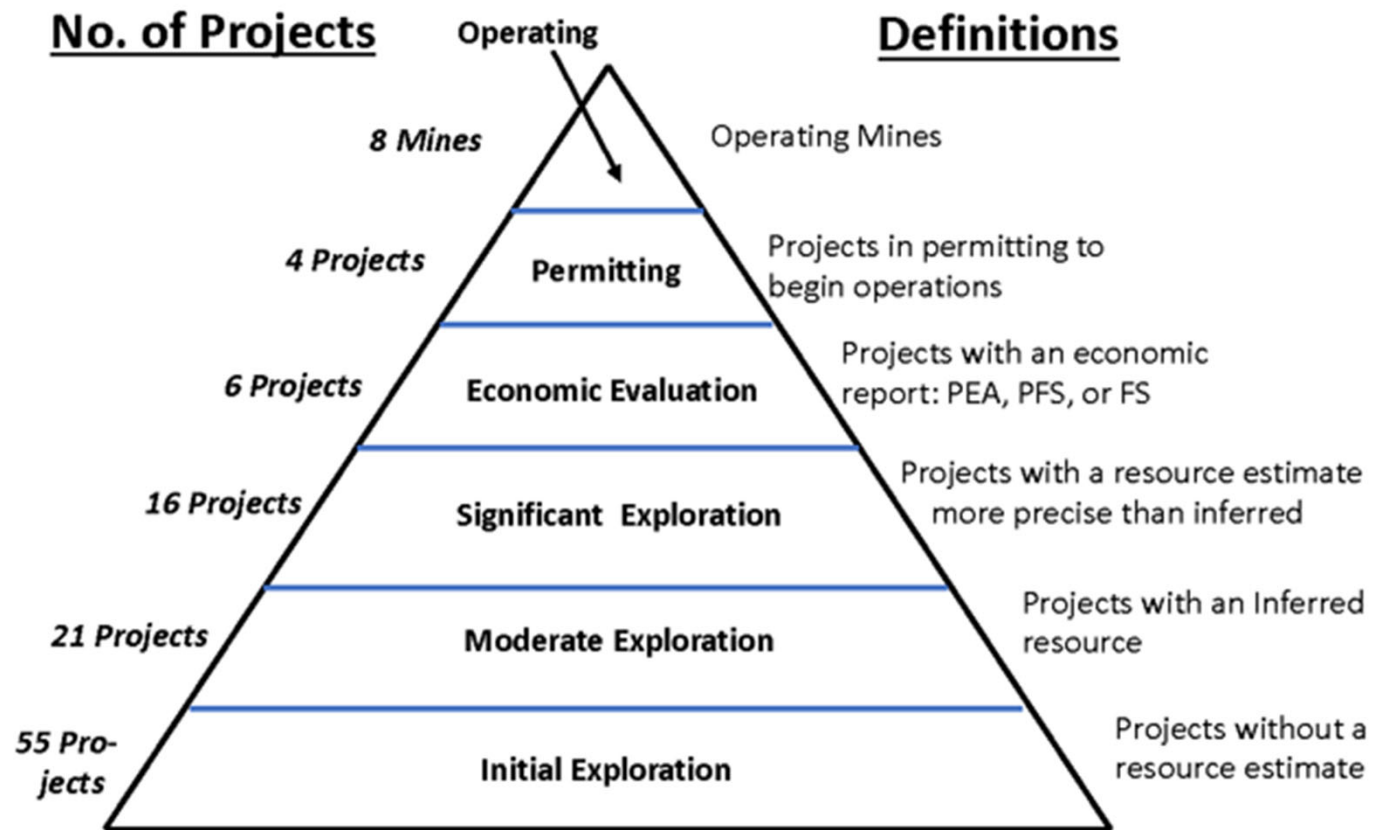 No. of Projects
Operating
Definitions
8 Mines
Operating Mines
4 Projects
Permitting
Projects in permitting to
begin operations
6 Projects
Economic Evaluation
Projects with an economic
report: PEA, PFS, or FS
16 Projects
Significant Exploration
Projects with a resource estimate
more precise than inferred
21 Projects
Moderate Exploration
Projects with an Inferred
resource
55 Pro-
jects
Initial Exploration
Projects without a
resource estimate